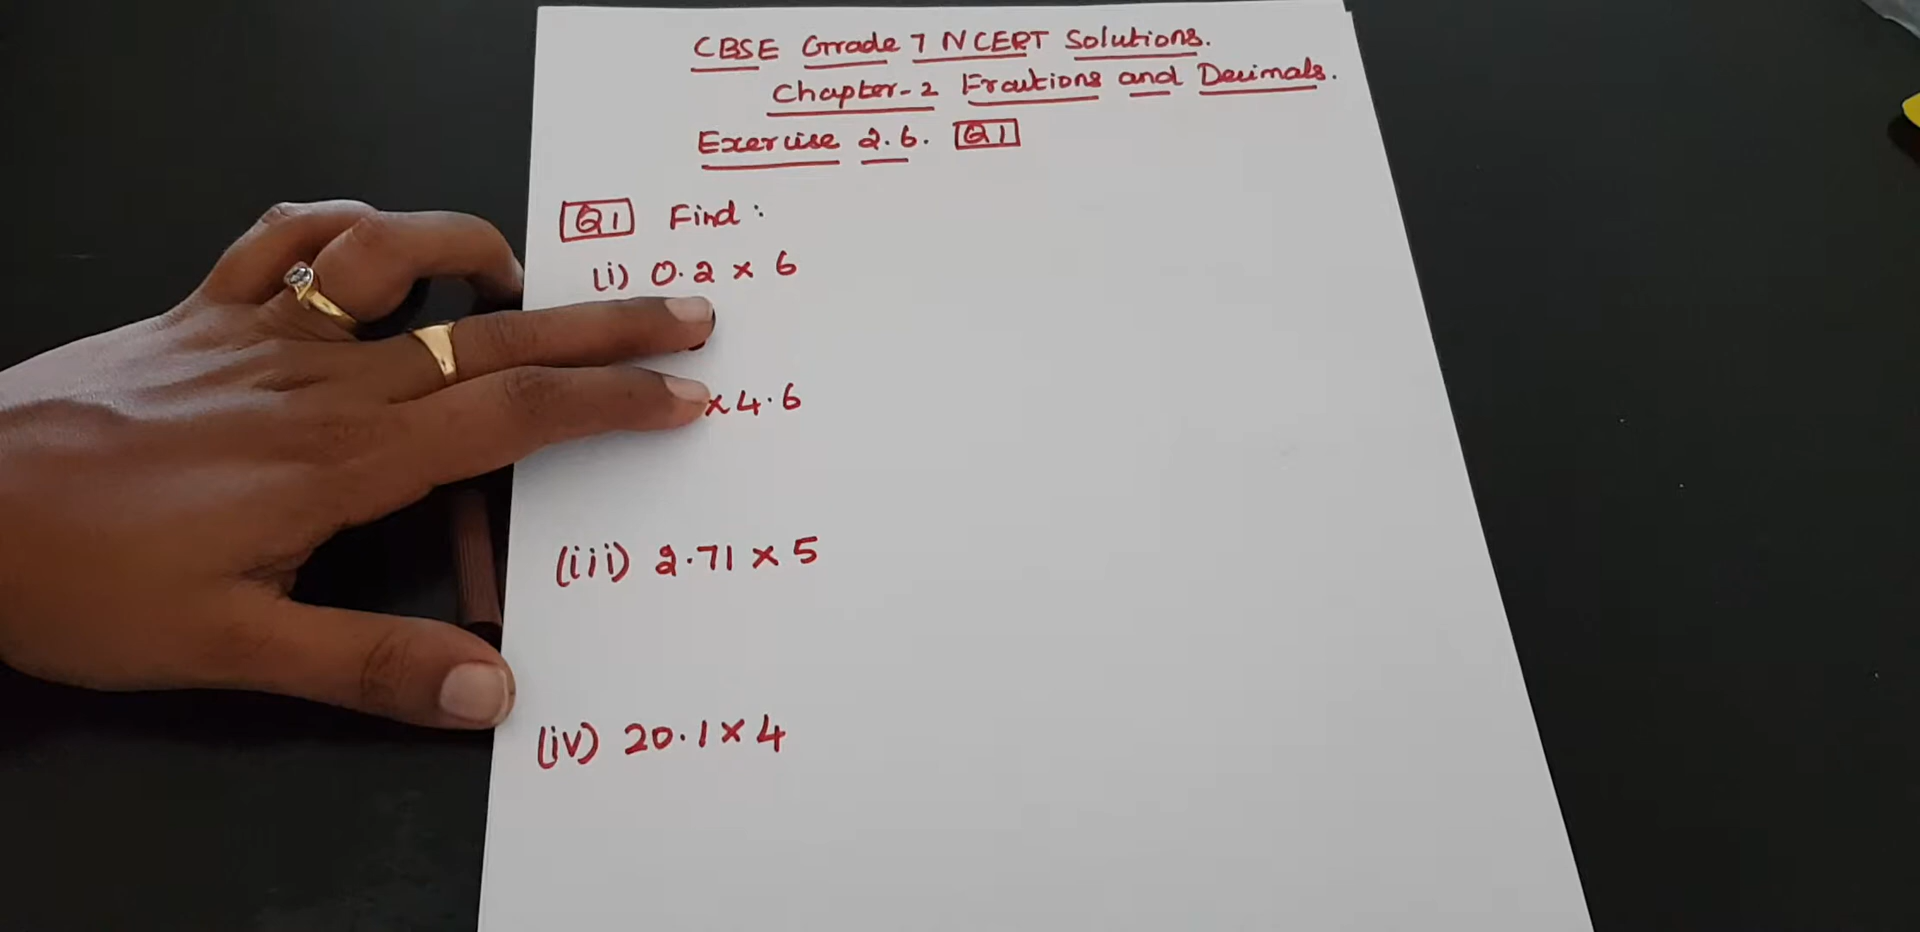 CBSE Grade 7 NCERT Solutions.
Chapter-2 Fractions and Decimals.
Exercise 2.6. Q1
Q1 Find :
(i) 0.2 × 6
× 4.6
(iii) 2.71 × 5
(iv) 20.1 × 4